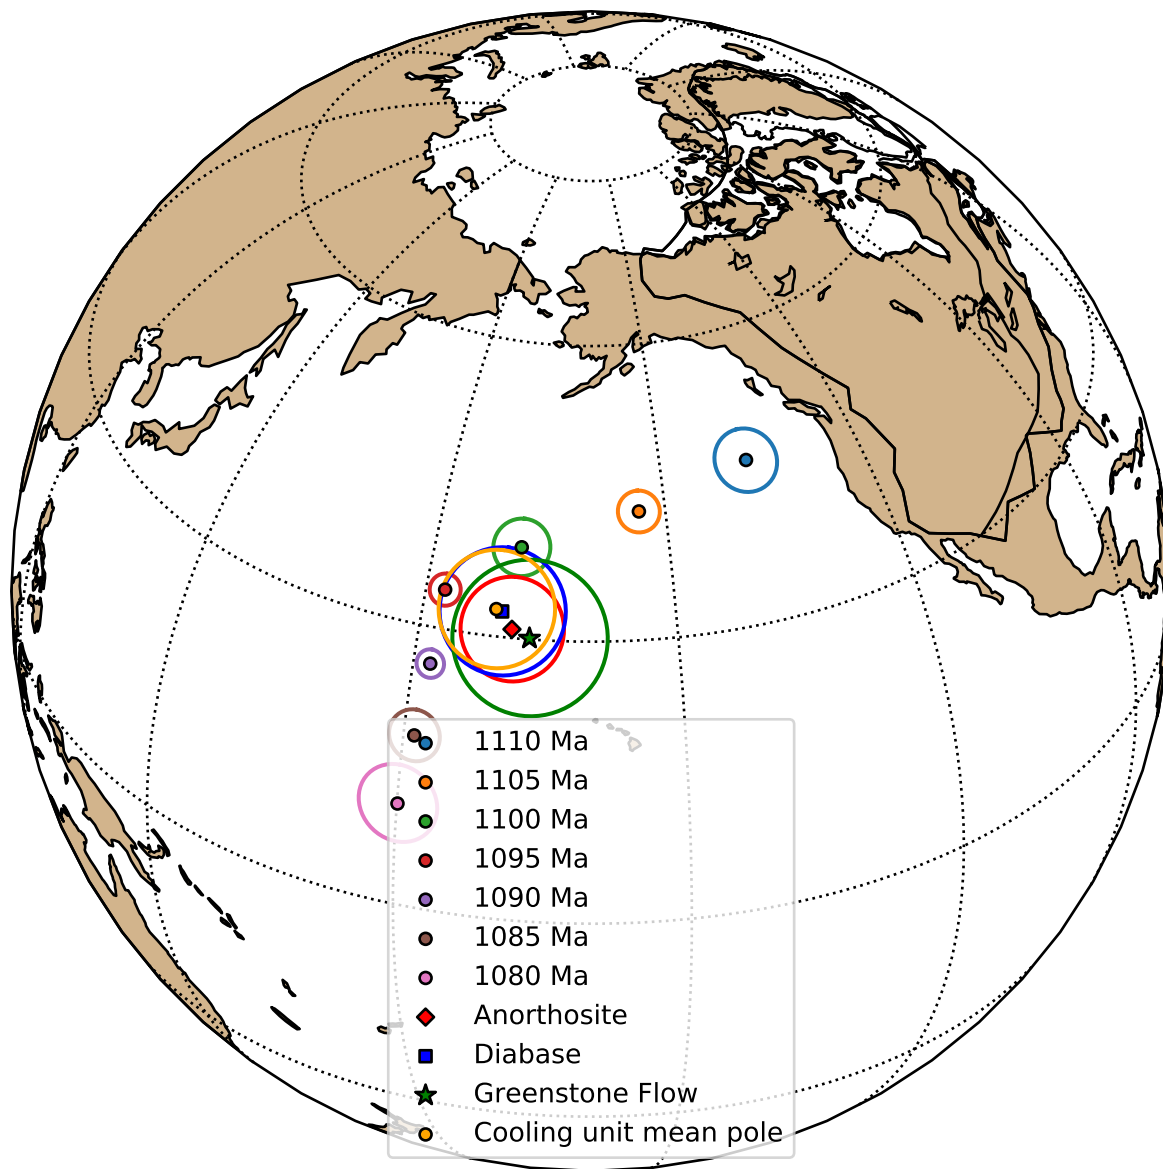 1110 Ma
1105 Ma
1100 Ma
1095 Ma
1090 Ma
1085 Ma
1080 Ma
Anorthosite
Diabase
Greenstone Flow
Cooling unit mean pole